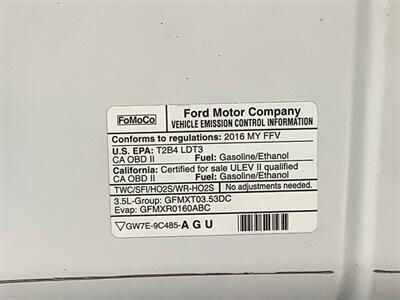 FoMoCo
Ford Motor Company
VEHICLE EMISSION CONTROL INFORMATION
Conforms to regulations: 2016 MY FFV
U.S. EPA: T2B4 LDT3
CA OBD II Fuel: Gasoline/Ethanol
California: Certified for sale ULEV II qualified
CA OBD II Fuel: Gasoline/Ethanol
TWC/SFI/HO2S/WR-HO2S No adjustments needed.
3.5L-Group: GFMXT03.53DC
Evap: GFMXR0160ABC
GW7E-9C485-AGU